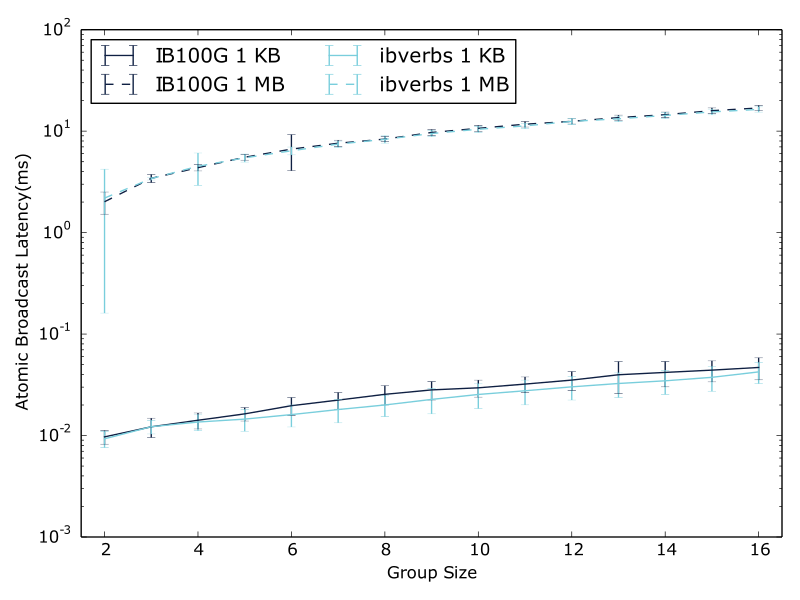 10^2
IB100G 1 KB ibverbs 1 KB
IB100G 1 MB ibverbs 1 MB
10^1
10^0
10^-1
10^-2
10^-3
Atomic Broadcast Latency(ms)
2 4 6 8 10 12 14 16
Group Size